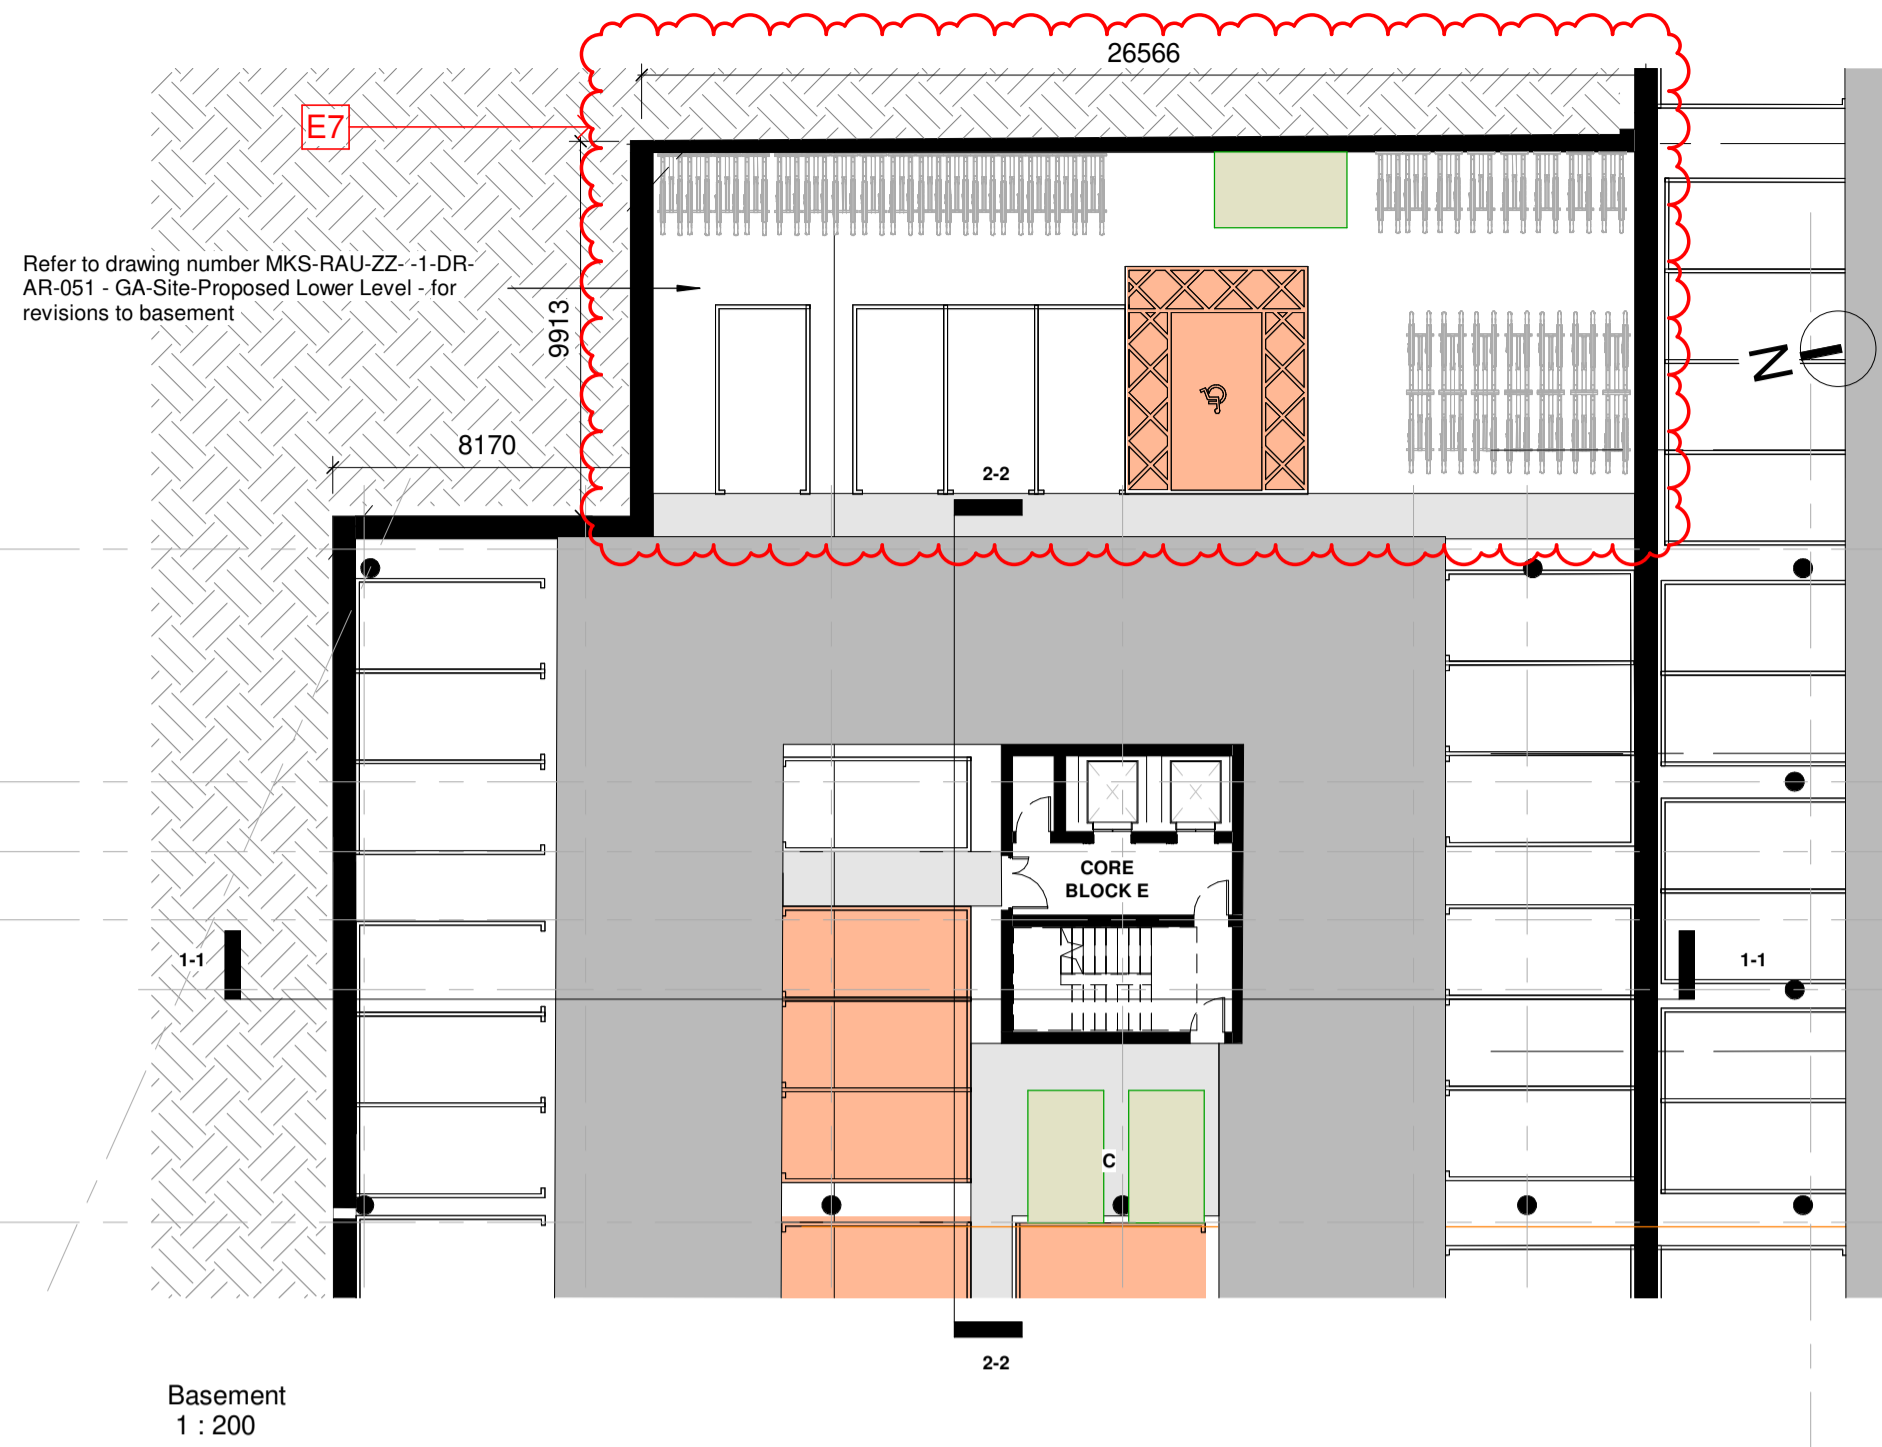 26566
E7
Refer to drawing number MKS-RAU-ZZ- -1-DR-
AR-051 - GA-Site-Proposed Lower Level - for
revisions to basement
9913
N
8170
2-2
CORE
BLOCK E
1-1
1-1
C
2-2
Basement
1 : 200